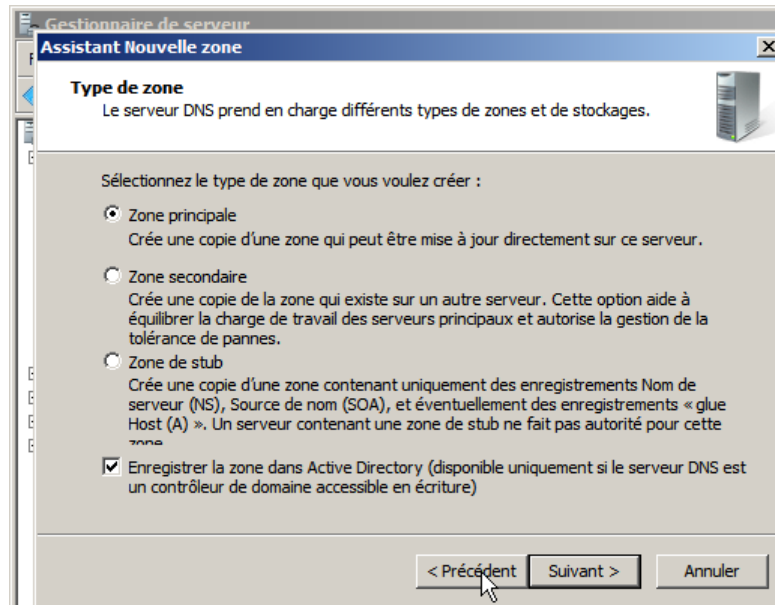 Gestionnaire de serveur
Assistant Nouvelle zone
Type de zone
Le serveur DNS prend en charge différents types de zones et de stockages.
Sélectionnez le type de zone que vous voulez créer :
Zone principale
Crée une copie d'une zone qui peut être mise à jour directement sur ce serveur.
Zone secondaire
Crée une copie de la zone qui existe sur un autre serveur. Cette option aide à
équilibrer la charge de travail des serveurs principaux et autorise la gestion de la
tolérance de pannes.
Zone de stub
Crée une copie d'une zone contenant uniquement des enregistrements Nom de
serveur (NS), Source de nom (SOA), et éventuellement des enregistrements « glue
Host (A) ». Un serveur contenant une zone de stub ne fait pas autorité pour cette
zone.
Enregistrer la zone dans Active Directory (disponible uniquement si le serveur DNS est
un contrôleur de domaine accessible en écriture)
< Précédent Suivant > Annuler